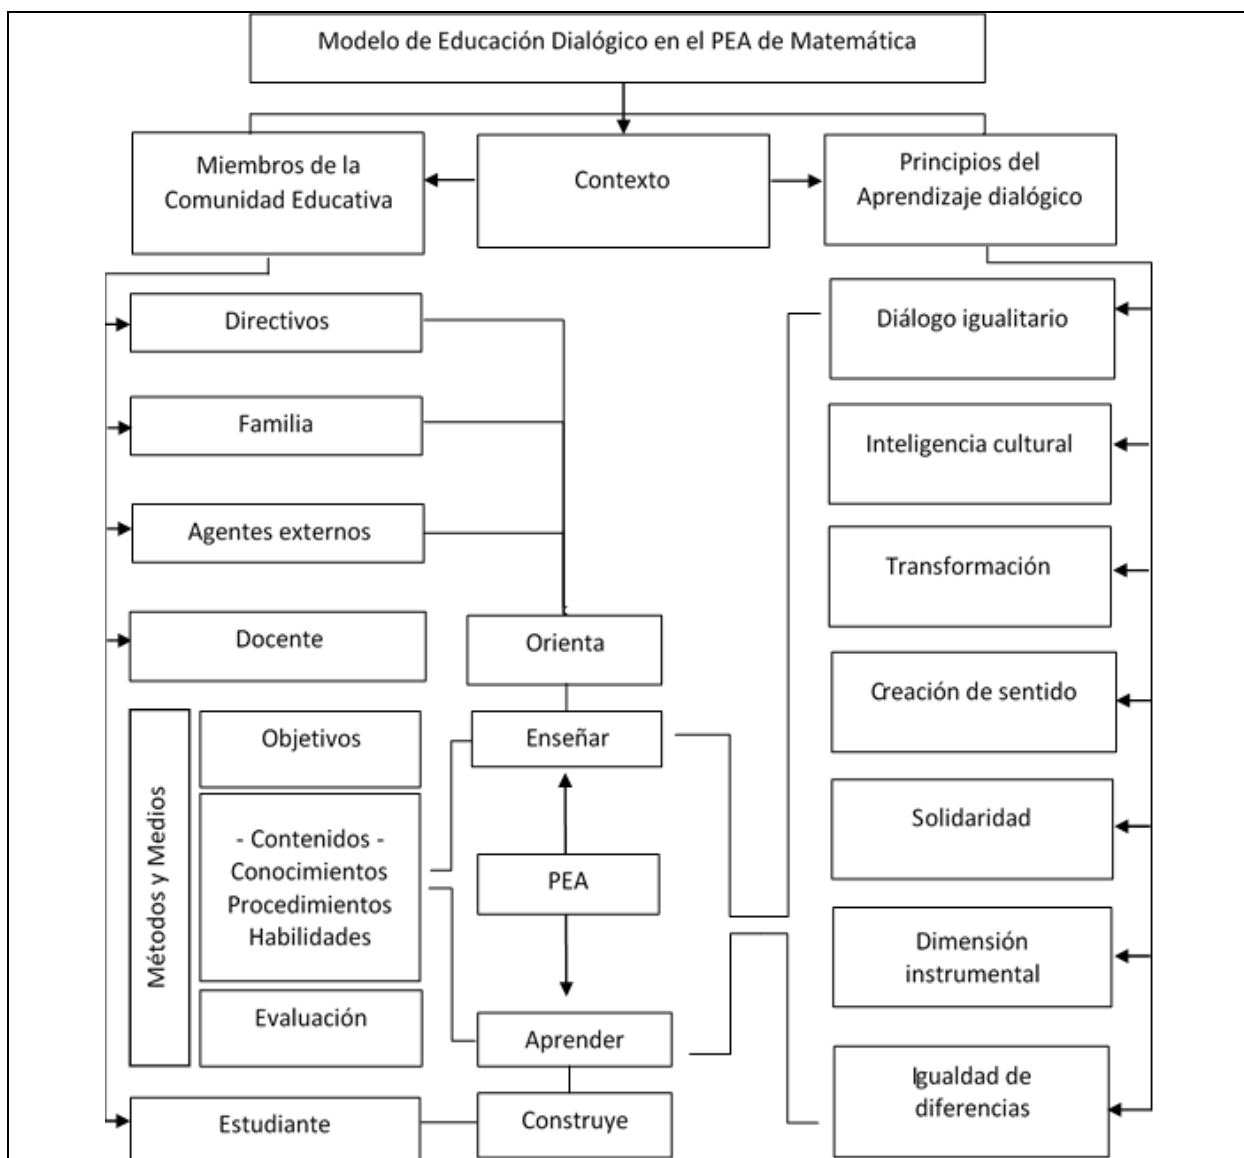 Modelo de Educación Dialógico en el PEA de Matemática
Miembros de la
Comunidad Educativa
Contexto
Principios del
Aprendizaje dialógico
Directivos
Familia
Agentes externos
Docente
Métodos y Medios
Objetivos
- Contenidos -
Conocimientos
Procedimientos
Habilidades
Evaluación
Estudiante
Orienta
Enseñar
PEA
Aprender
Construye
Diálogo igualitario
Inteligencia cultural
Transformación
Creación de sentido
Solidaridad
Dimensión
instrumental
Igualdad de
diferencias